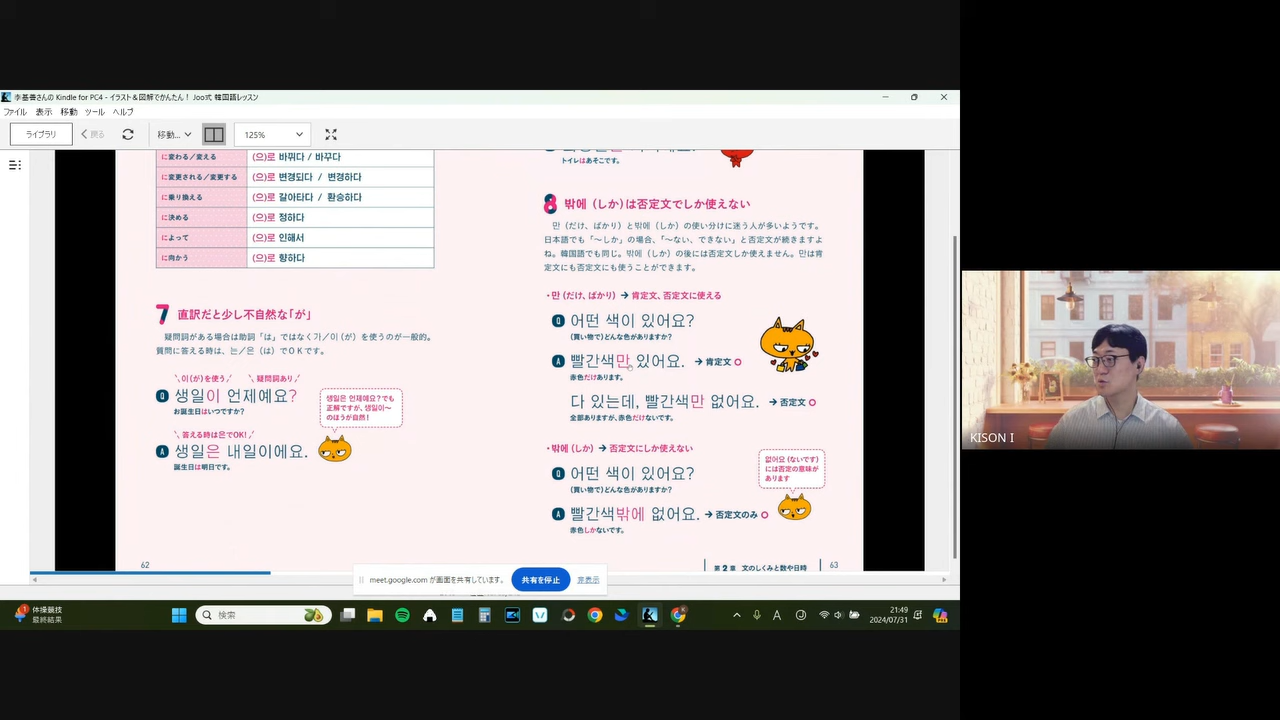 李基善さんの Kindle for PC4 - イラスト＆図解でかんたん！ Joo式 韓国語レッスン
ファイル 表示 移動 ツール ヘルプ
ライブラリ
戻る
移動...
125%
に変わる／変える (으)로 바뀌다 / 바꾸다
に変更される／変更する (으)로 변경되다 / 변경하다
に乗り換える (으)로 갈아타다 / 환승하다
に決める (으)로 정하다
によって (으)로 인해서
に向かう (으)로 향하다
7 直訳だと少し不自然な「が」
疑問詞がある場合は助詞「は」ではなく가／이（が）を使うのが一般的。
質問に答える時は、는／은（は）でＯＫです。
＼이(が)を使う／ ＼疑問詞あり／
Q 생일이 언제예요?
お誕生日はいつですか？
생일은 언제예요?でも
正解ですが、생일이〜
のほうが自然！
＼答える時は은でOK!／
A 생일은 내일이에요.
誕生日は明日です。
62
トイレはあそこです。
8 밖에（しか）は否定文でしか使えない
만（だけ、ばかり）と밖에（しか）の使い分けに迷う人が多いようです。
日本語でも「〜しか」の場合、「〜ない、できない」と否定文が続きますよ
ね。韓国語でも同じ。밖에（しか）の後には否定文しか使えません。만は肯
定文にも否定文にも使うことができます。
・만（だけ、ばかり）→ 肯定文、否定文に使える
Q 어떤 색이 있어요?
（買い物で）どんな色がありますか？
A 빨간색만 있어요. → 肯定文 ○
赤色だけあります。
다 있는데, 빨간색만 없어요. → 否定文 ○
全部ありますが、赤色だけないです。
・밖에（しか）→ 否定文にしか使えない
Q 어떤 색이 있어요?
（買い物で）どんな色がありますか？
없어요（ないです）
には否定の意味が
あります
A 빨간색밖에 없어요. → 否定文のみ ○
赤色しかないです。
第2章 文のしくみと数や日時 63
meet.google.com が画面を共有しています。 共有を停止 非表示
体操競技
最終結果
検索
21:49
2024/07/31
KISON I